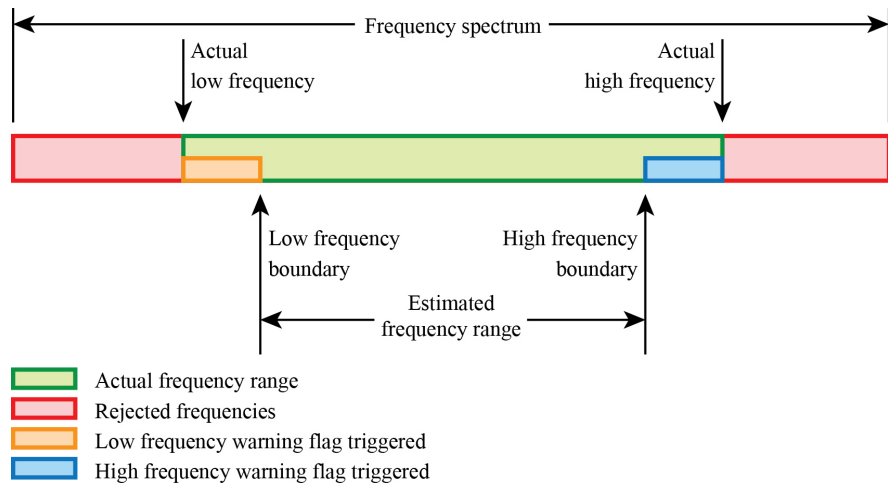 Frequency spectrum
Actual
low frequency
Actual
high frequency
Low frequency
boundary
High frequency
boundary
Estimated
frequency range
Actual frequency range
Rejected frequencies
Low frequency warning flag triggered
High frequency warning flag triggered